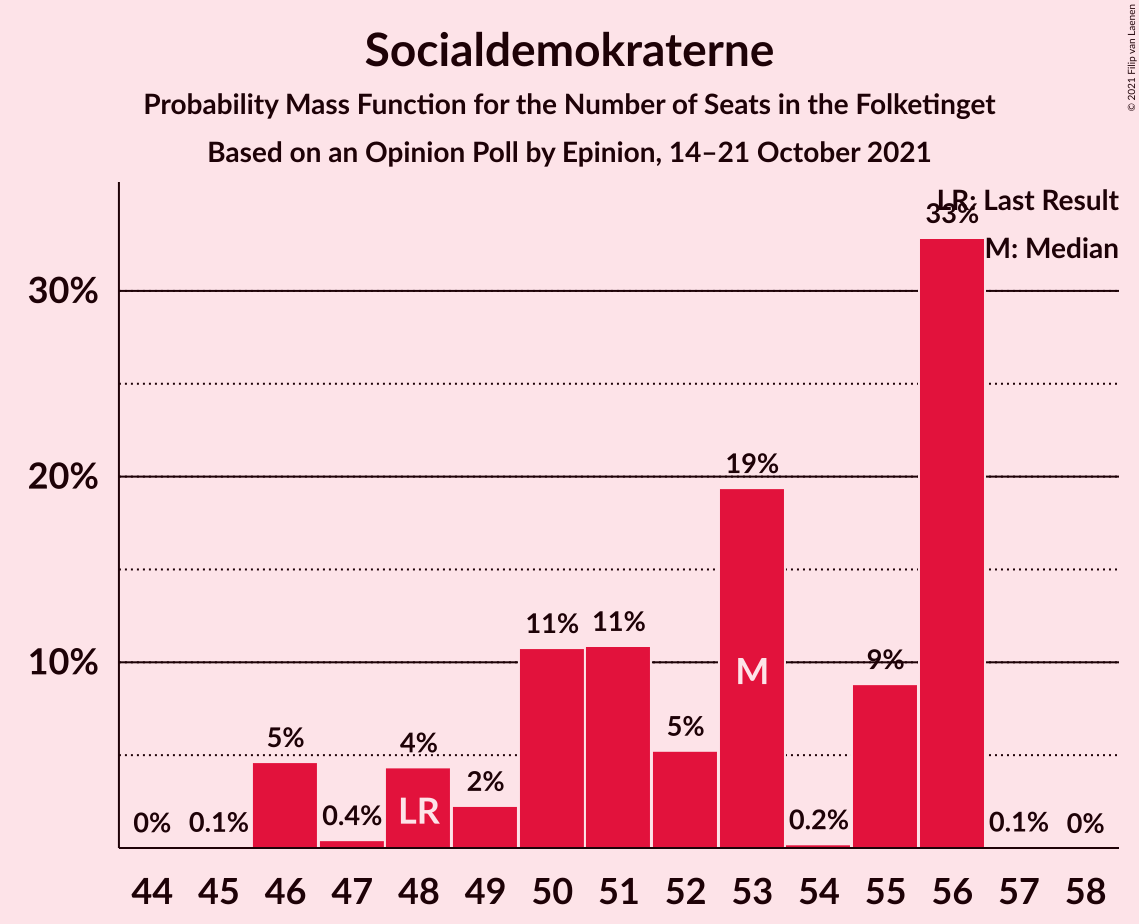 Socialdemokraterne
Probability Mass Function for the Number of Seats in the Folketinget
Based on an Opinion Poll by Epinion, 14–21 October 2021
© 2021 Filip van Laenen
LR: Last Result
M: Median
30%
20%
10%
0%
0.1%
5%
0.4%
4%
2%
11%
11%
5%
19%
0.2%
9%
33%
0.1%
0%
LR
M
44 45 46 47 48 49 50 51 52 53 54 55 56 57 58